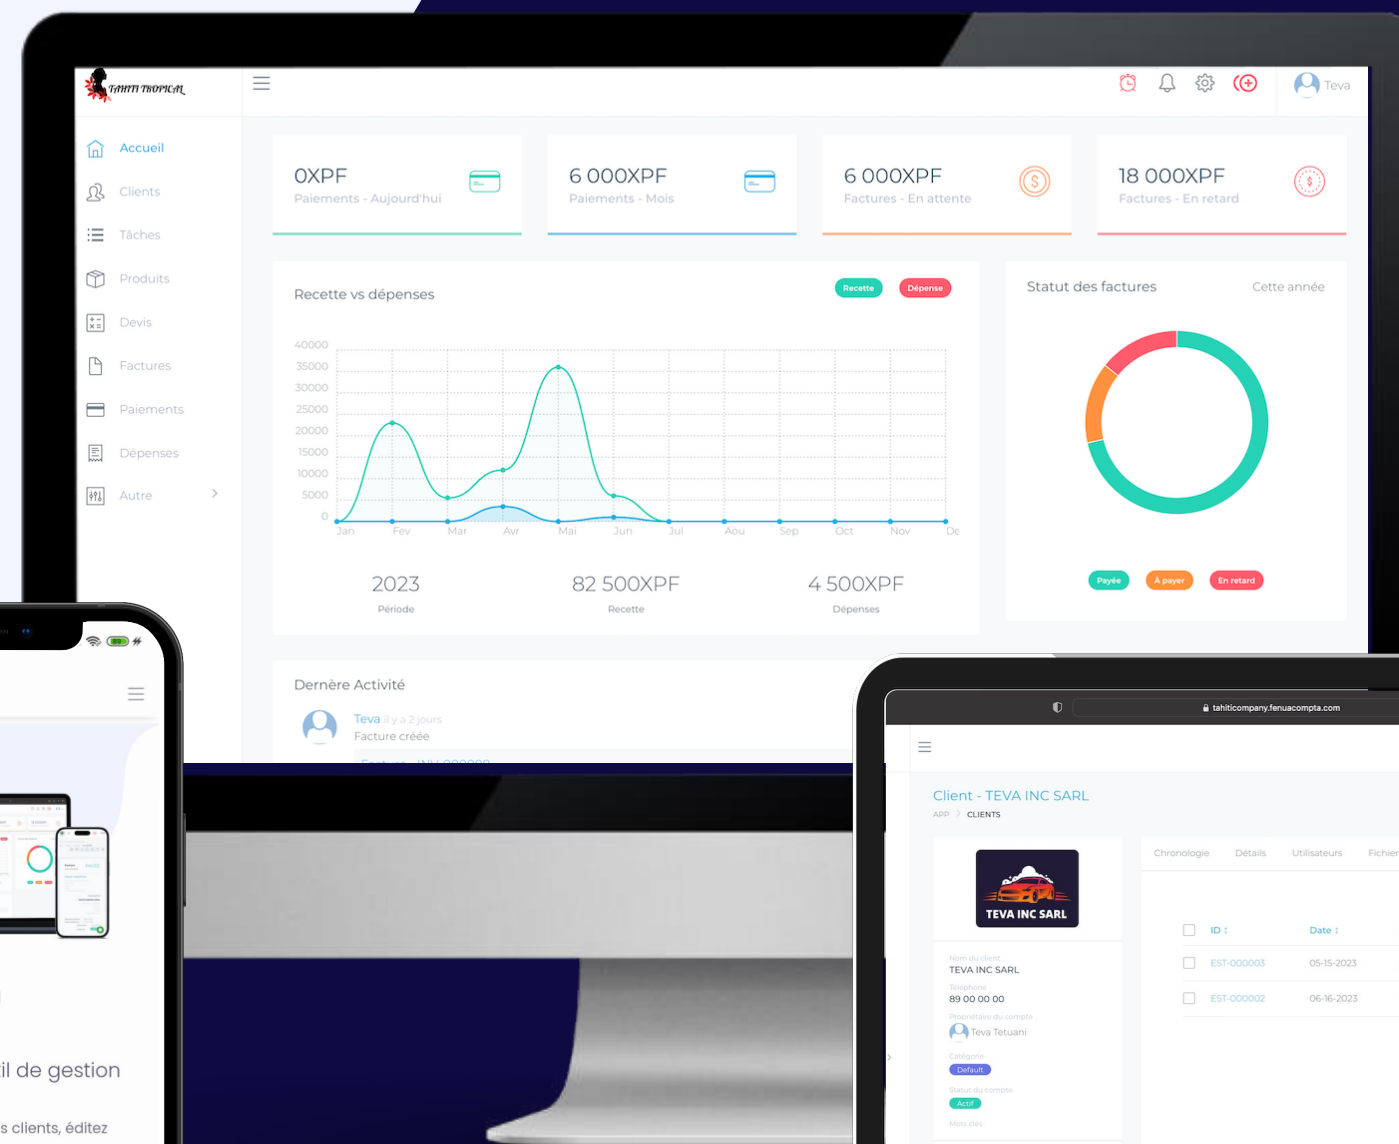 TAHITI TROPICAL
Teva
Accueil
Clients
Tâches
Produits
Devis
Factures
Paiements
Dépenses
Autre
0XPF
Paiements - Aujourd'hui
6 000XPF
Paiements - Mois
6 000XPF
Factures - En attente
18 000XPF
Factures - En retard
Recette vs dépenses
Recette
Dépense
40000
35000
30000
25000
20000
15000
10000
5000
0
Jan Fev Mar Avr Mai Jun Jul Aou Sep Oct Nov De
2023
Période
82 500XPF
Recette
4 500XPF
Dépenses
Statut des factures
Cette année
Payée
À payer
En retard
Dernère Activité
Teva il y a 2 jours
Facture créée
il de gestion
s clients, éditez
tahiticompany.fenuacompta.com
Client - TEVA INC SARL
APP > CLIENTS
TEVA INC SARL
Nom du client
TEVA INC SARL
Téléphone
89 00 00 00
Propriétaire du compte
Teva Tetuani
Catégorie
Default
Statut du compte
Actif
Mots clés
Chronologie Détails Utilisateurs Fichier
ID Date
EST-000003 05-15-2023
EST-000002 06-16-2023